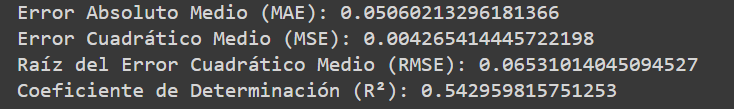 Error Absoluto Medio (MAE): 0.05060213296181366
Error Cuadrático Medio (MSE): 0.004265414445722198
Raíz del Error Cuadrático Medio (RMSE): 0.06531014045094527
Coeficiente de Determinación (R²): 0.542959815751253